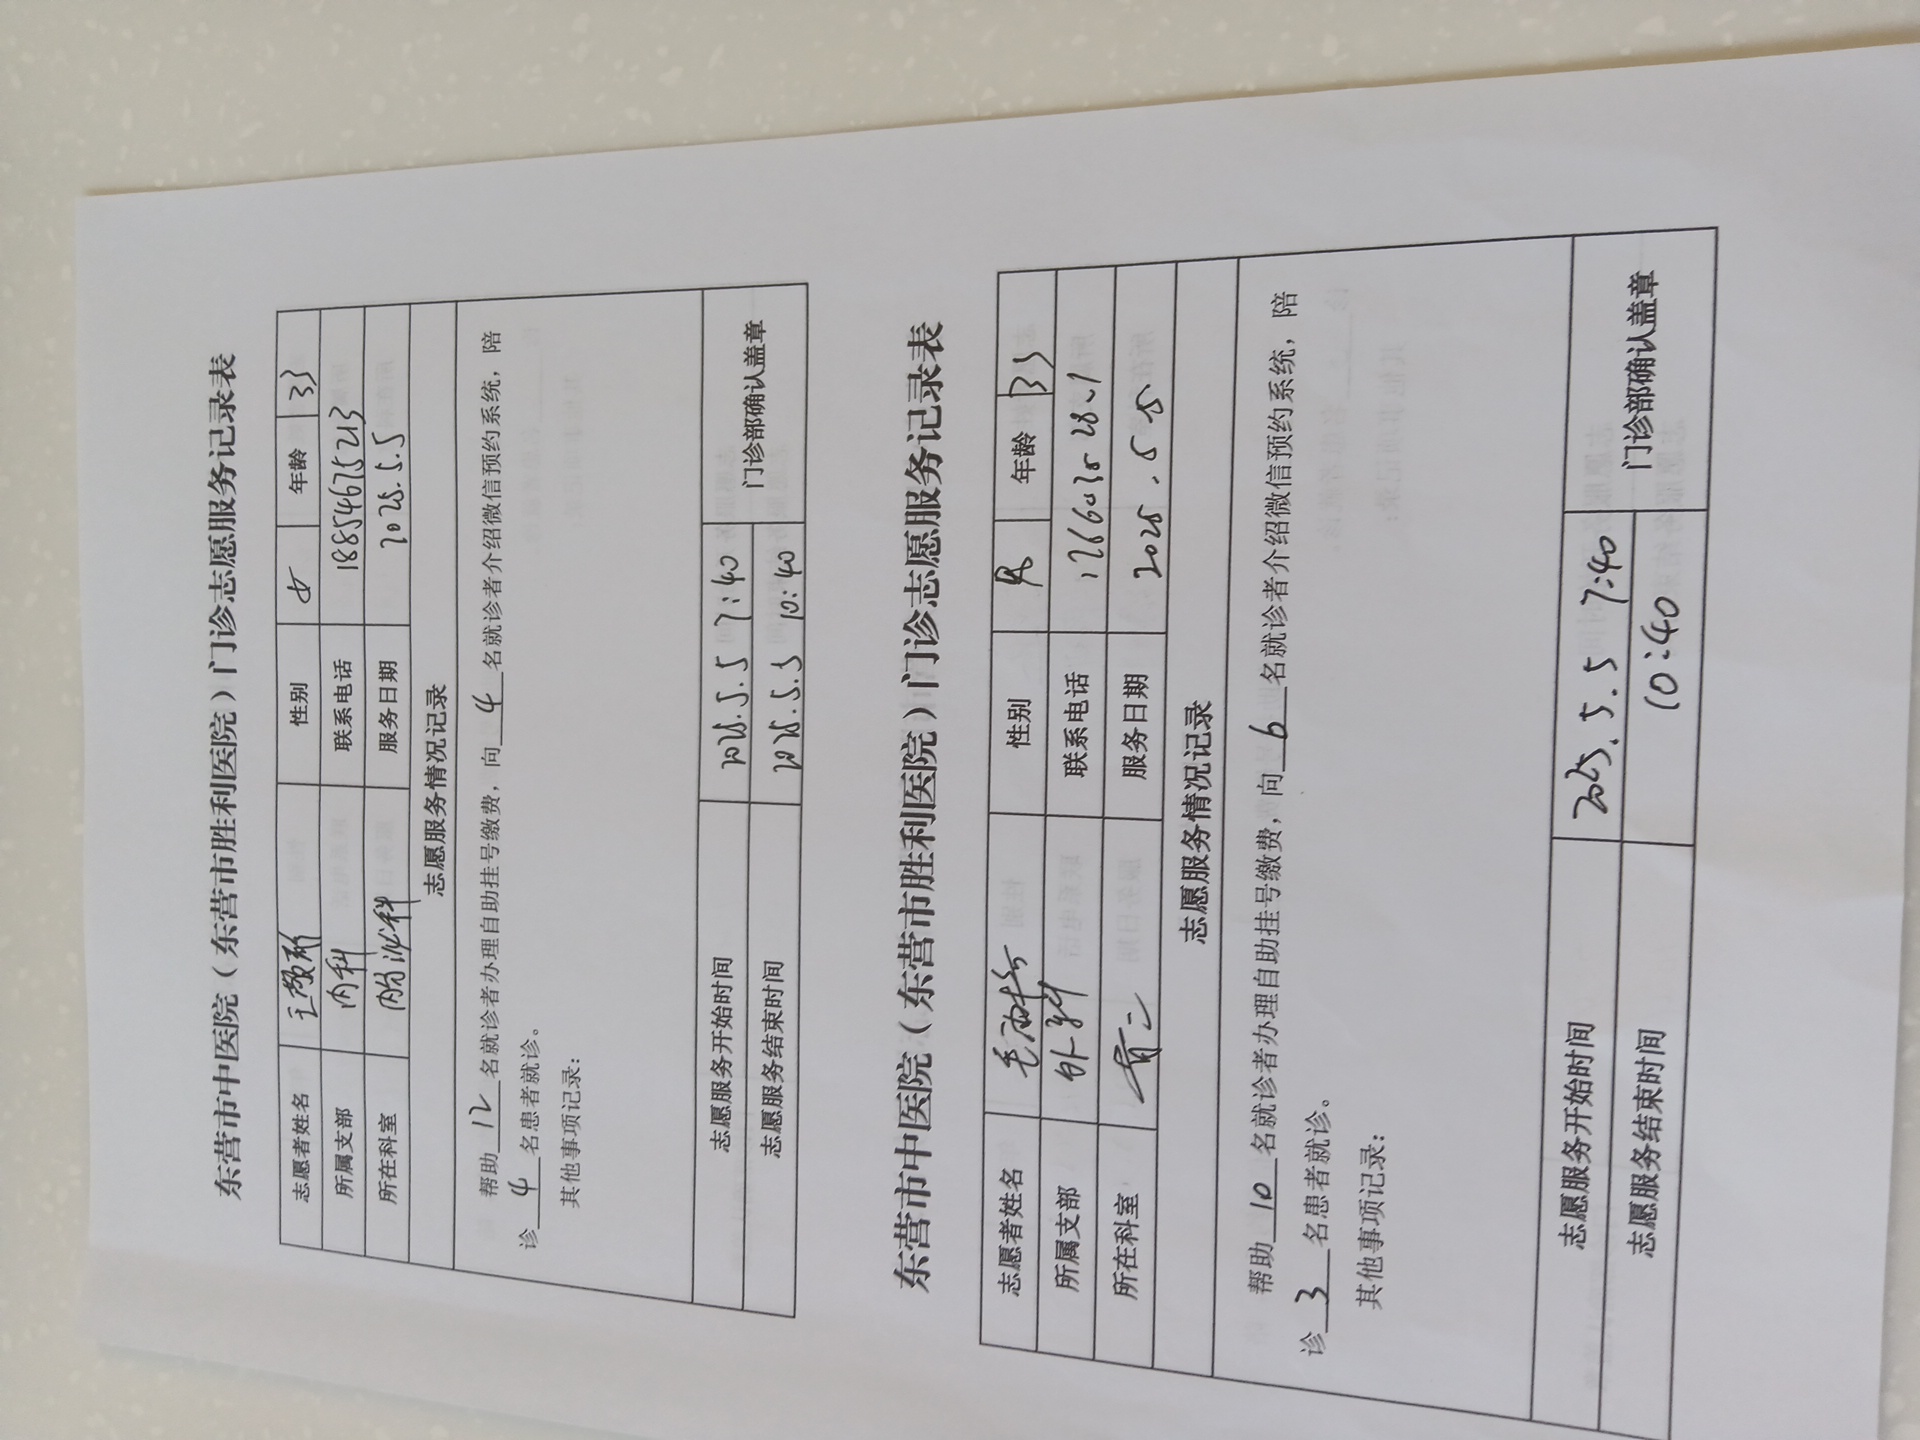 东营市中医院（东营市胜利医院）门诊志愿服务记录表
志愿者姓名 性别 女 年龄 33
所属支部 内科 联系电话 18854675213
所在科室 内分泌科 服务日期 2025.5.5
志愿服务情况记录
帮助 12 名就诊者办理自助挂号缴费，向 4 名就诊者介绍微信预约系统，陪
诊 4 名患者就诊。
其他事项记录：
志愿服务开始时间 2025.5.5 7:40 门诊部确认盖章
志愿服务结束时间 2025.5.5 10:40
东营市中医院（东营市胜利医院）门诊志愿服务记录表
志愿者姓名 性别 男 年龄
所属支部 外科 联系电话
所在科室 骨二 服务日期 2025.5.5
志愿服务情况记录
帮助 10 名就诊者办理自助挂号缴费，向 6 名就诊者介绍微信预约系统，陪
诊 3 名患者就诊。
其他事项记录：
志愿服务开始时间 2025.5.5 7:40 门诊部确认盖章
志愿服务结束时间 10:40